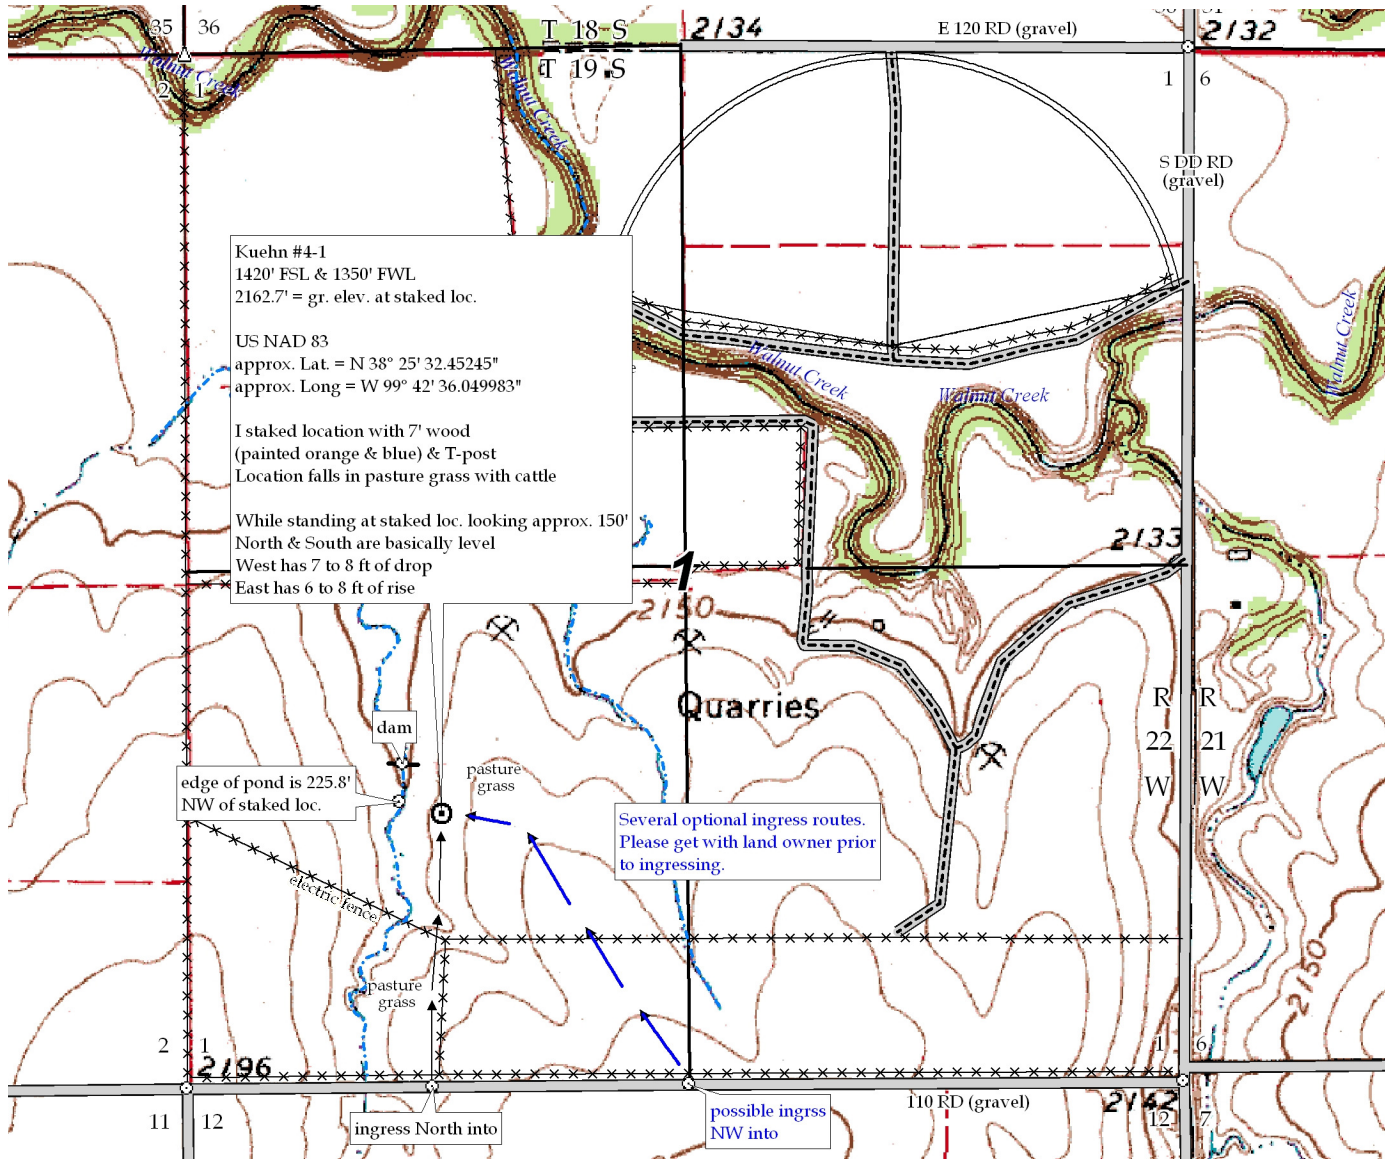 35 36
T 18 S
2134
E 120 RD (gravel)
2132
T 19 S
Walnut Creek
2 1
Walnut Creek
1 6
S DD RD
(gravel)
Kuehn #4-1
1420' FSL & 1350' FWL
2162.7' = gr. elev. at staked loc.
US NAD 83
approx. Lat. = N 38° 25' 32.45245"
approx. Long = W 99° 42' 36.049983"
I staked location with 7' wood
(painted orange & blue) & T-post
Location falls in pasture grass with cattle
While standing at staked loc. looking approx. 150'
North & South are basically level
West has 7 to 8 ft of drop
East has 6 to 8 ft of rise
Walnut Creek
Walnut Creek
Walnut Creek
2133
1
2150
Quarries
R R
22 21
W W
dam
edge of pond is 225.8'
NW of staked loc.
pasture
grass
Several optional ingress routes.
Please get with land owner prior
to ingressing.
electric fence
pasture
grass
2150
2 1
2196
1 6
110 RD (gravel)
2142
11 12
12 7
ingress North into
possible ingrss
NW into